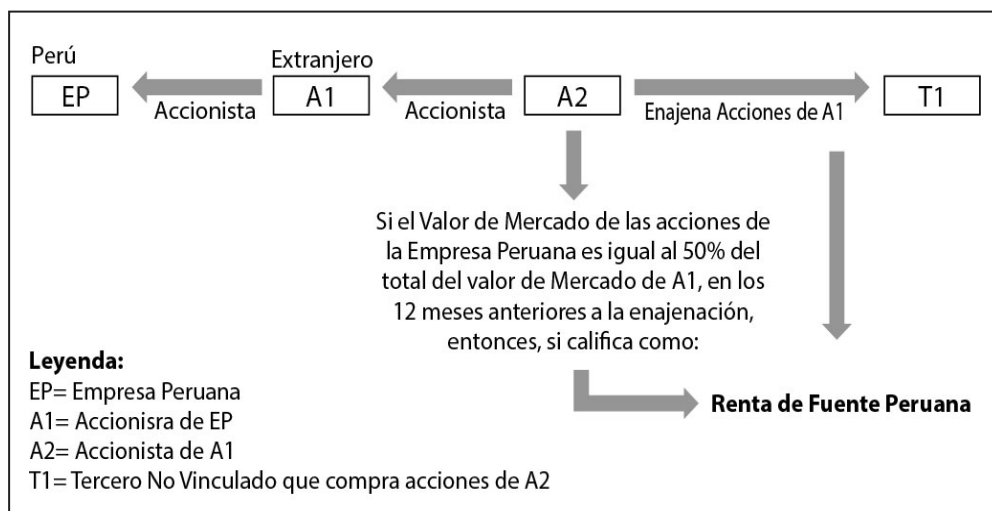 Perú
Extranjero
EP
A1
A2
T1
Accionista
Accionista
Enajena Acciones de A1
Si el Valor de Mercado de las acciones de
la Empresa Peruana es igual al 50% del
total del valor de Mercado de A1, en los
12 meses anteriores a la enajenación,
entonces, si califica como:
Renta de Fuente Peruana
Leyenda:
EP= Empresa Peruana
A1= Accionisra de EP
A2= Accionista de A1
T1= Tercero No Vinculado que compra acciones de A2